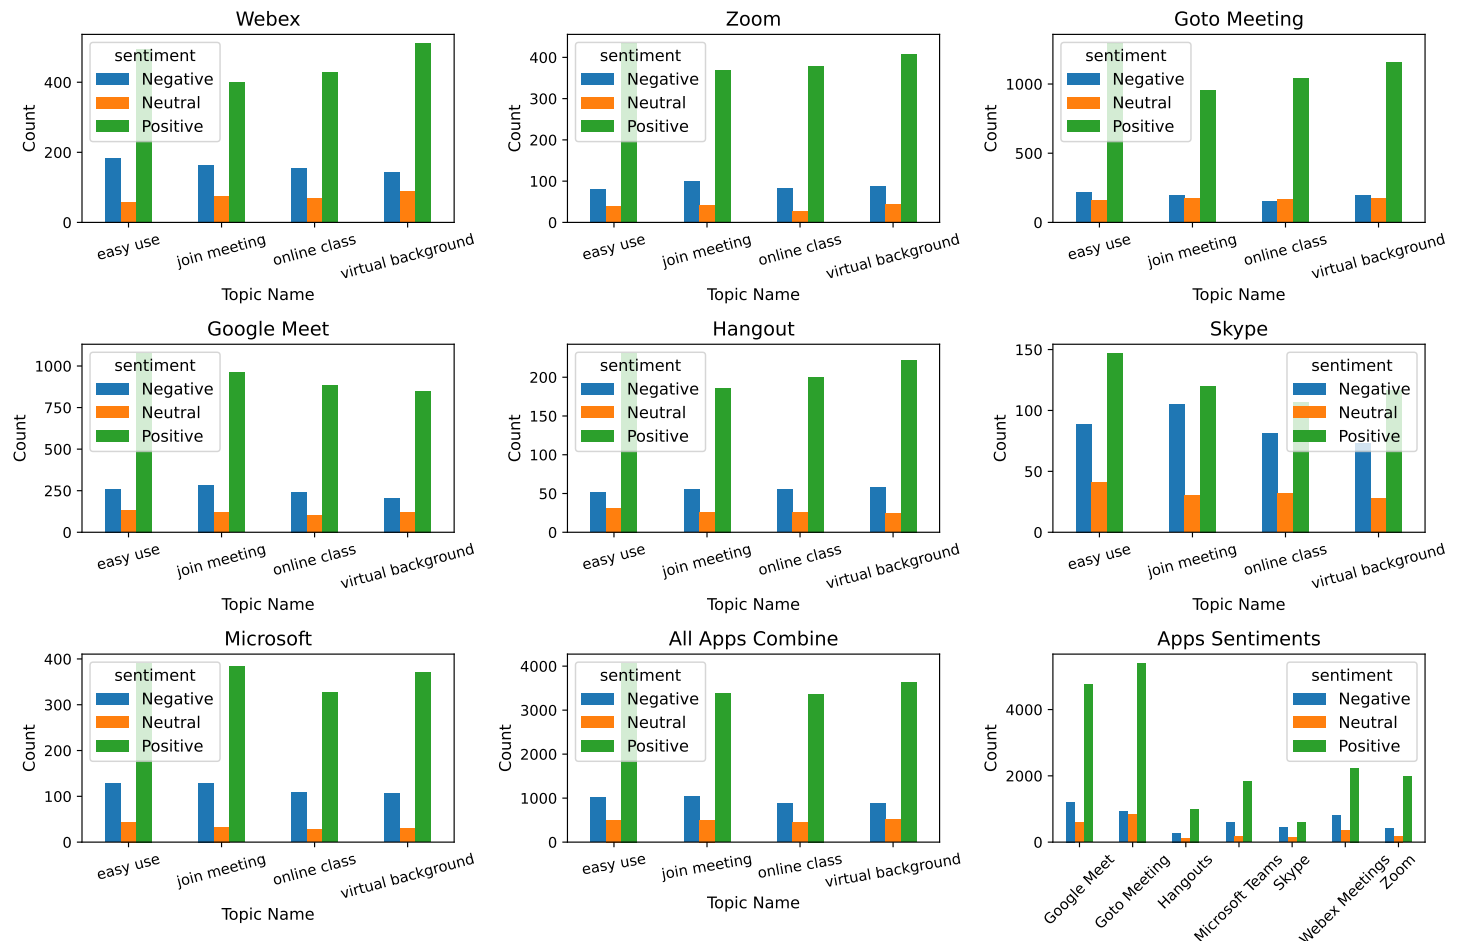 Webex
sentiment
Negative
Neutral
Positive
400
200
0
Count
easy use
join meeting
online class
virtual background
Topic Name
Zoom
sentiment
Negative
Neutral
Positive
400
300
200
100
0
Count
easy use
join meeting
online class
virtual background
Topic Name
Goto Meeting
sentiment
Negative
Neutral
Positive
1000
500
0
Count
easy use
join meeting
online class
virtual background
Topic Name
Google Meet
sentiment
Negative
Neutral
Positive
1000
750
500
250
0
Count
easy use
join meeting
online class
virtual background
Topic Name
Hangout
sentiment
Negative
Neutral
Positive
200
150
100
50
0
Count
easy use
join meeting
online class
virtual background
Topic Name
Skype
sentiment
Negative
Neutral
Positive
150
100
50
0
Count
easy use
join meeting
online class
virtual background
Topic Name
Microsoft
sentiment
Negative
Neutral
Positive
400
300
200
100
0
Count
easy use
join meeting
online class
virtual background
Topic Name
All Apps Combine
sentiment
Negative
Neutral
Positive
4000
3000
2000
1000
0
Count
easy use
join meeting
online class
virtual background
Topic Name
Apps Sentiments
sentiment
Negative
Neutral
Positive
4000
2000
0
Count
Google Meet
Goto Meeting
Hangouts
Microsoft Teams
Skype
Webex Meetings
Zoom